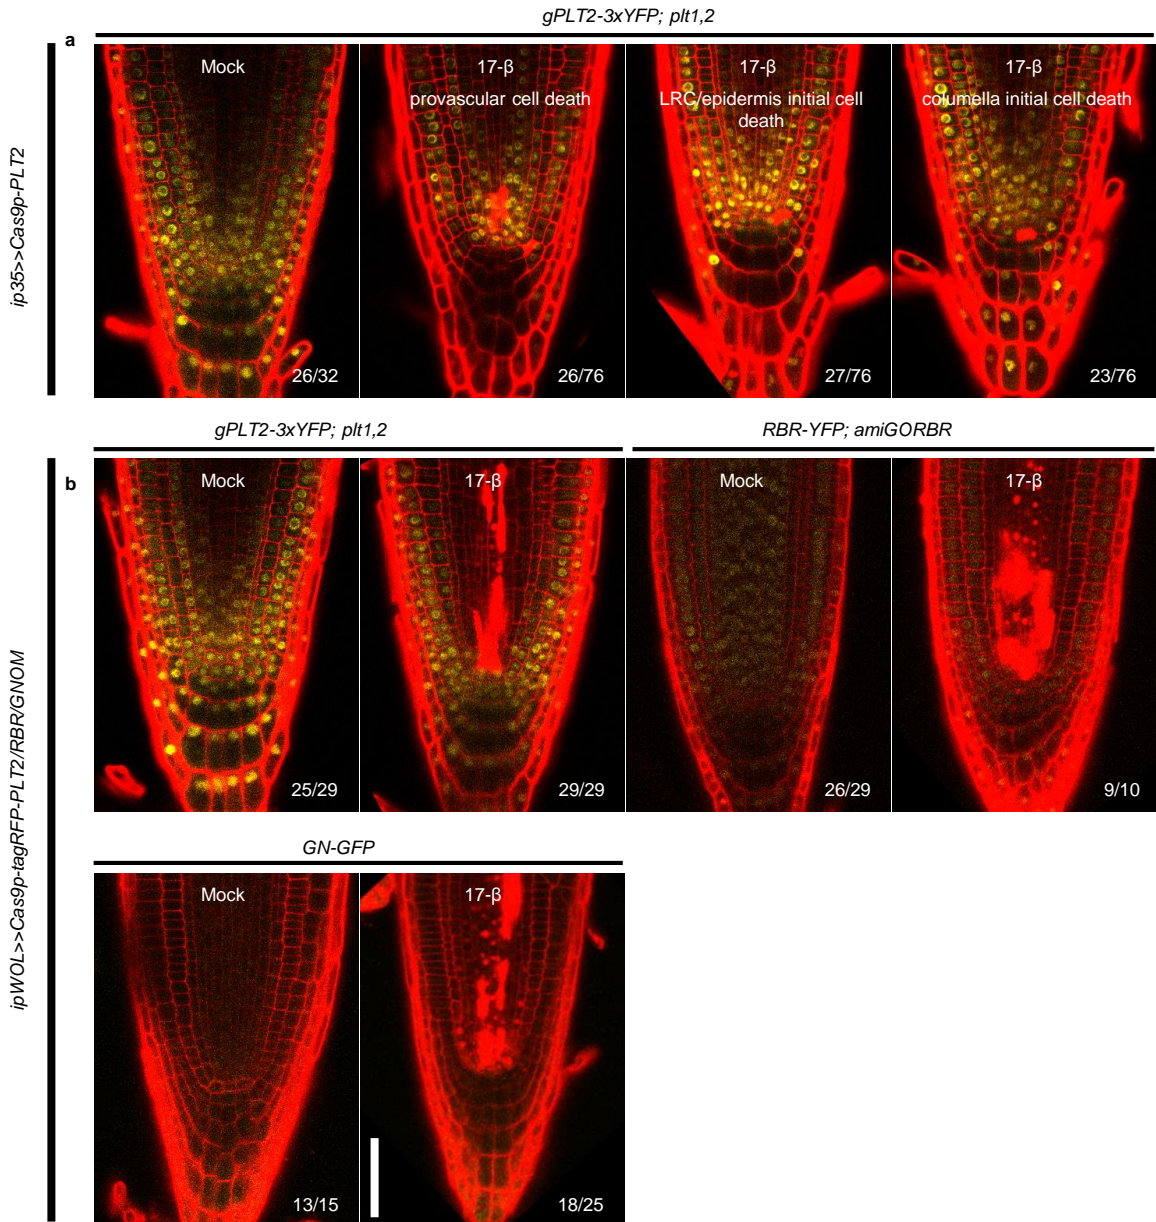 gPLT2-3xYFP; plt1,2
a
ip35>>Cas9p-PLT2
Mock
17-β
provascular cell death
17-β
LRC/epidermis initial cell
death
17-β
columella initial cell death
26/32
26/76
27/76
23/76
gPLT2-3xYFP; plt1,2
RBR-YFP; amiGORBR
b
ipWOL>>Cas9p-tagRFP-PLT2/RBR/GNOM
Mock
17-β
Mock
17-β
25/29
29/29
26/29
9/10
GN-GFP
Mock
17-β
13/15
18/25